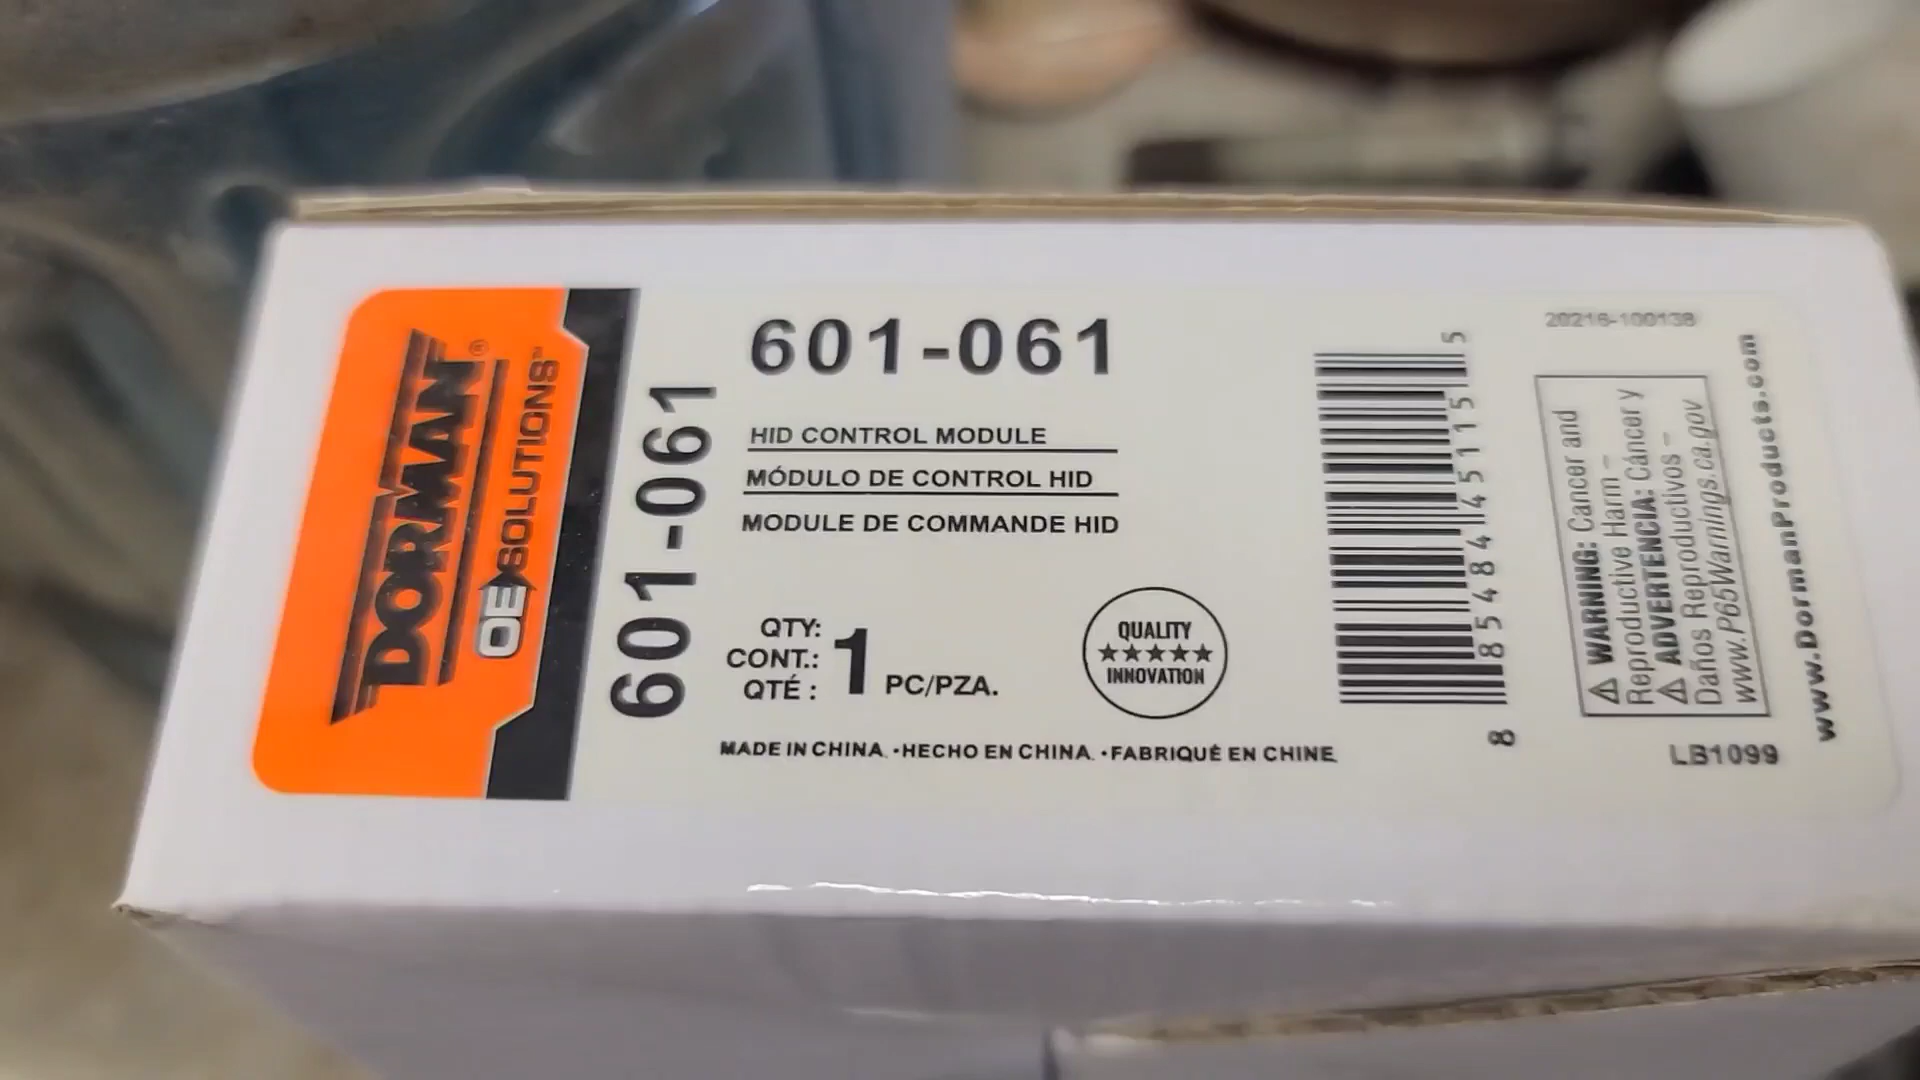 DORMAN®
OE SOLUTIONS™
601-061
601-061
HID CONTROL MODULE
MÓDULO DE CONTROL HID
MODULE DE COMMANDE HID
QTY:
CONT.:
QTÉ :
1 PC/PZA.
QUALITY
★★★★★
INNOVATION
MADE IN CHINA. •HECHO EN CHINA. •FABRIQUÉ EN CHINE
8 85484 45115 5
20216-100138
⚠ WARNING: Cancer and
Reproductive Harm –
⚠ ADVERTENCIA: Cáncer y
Daños Reproductivos –
www.P65Warnings.ca.gov
LB1099
www.DormanProducts.com